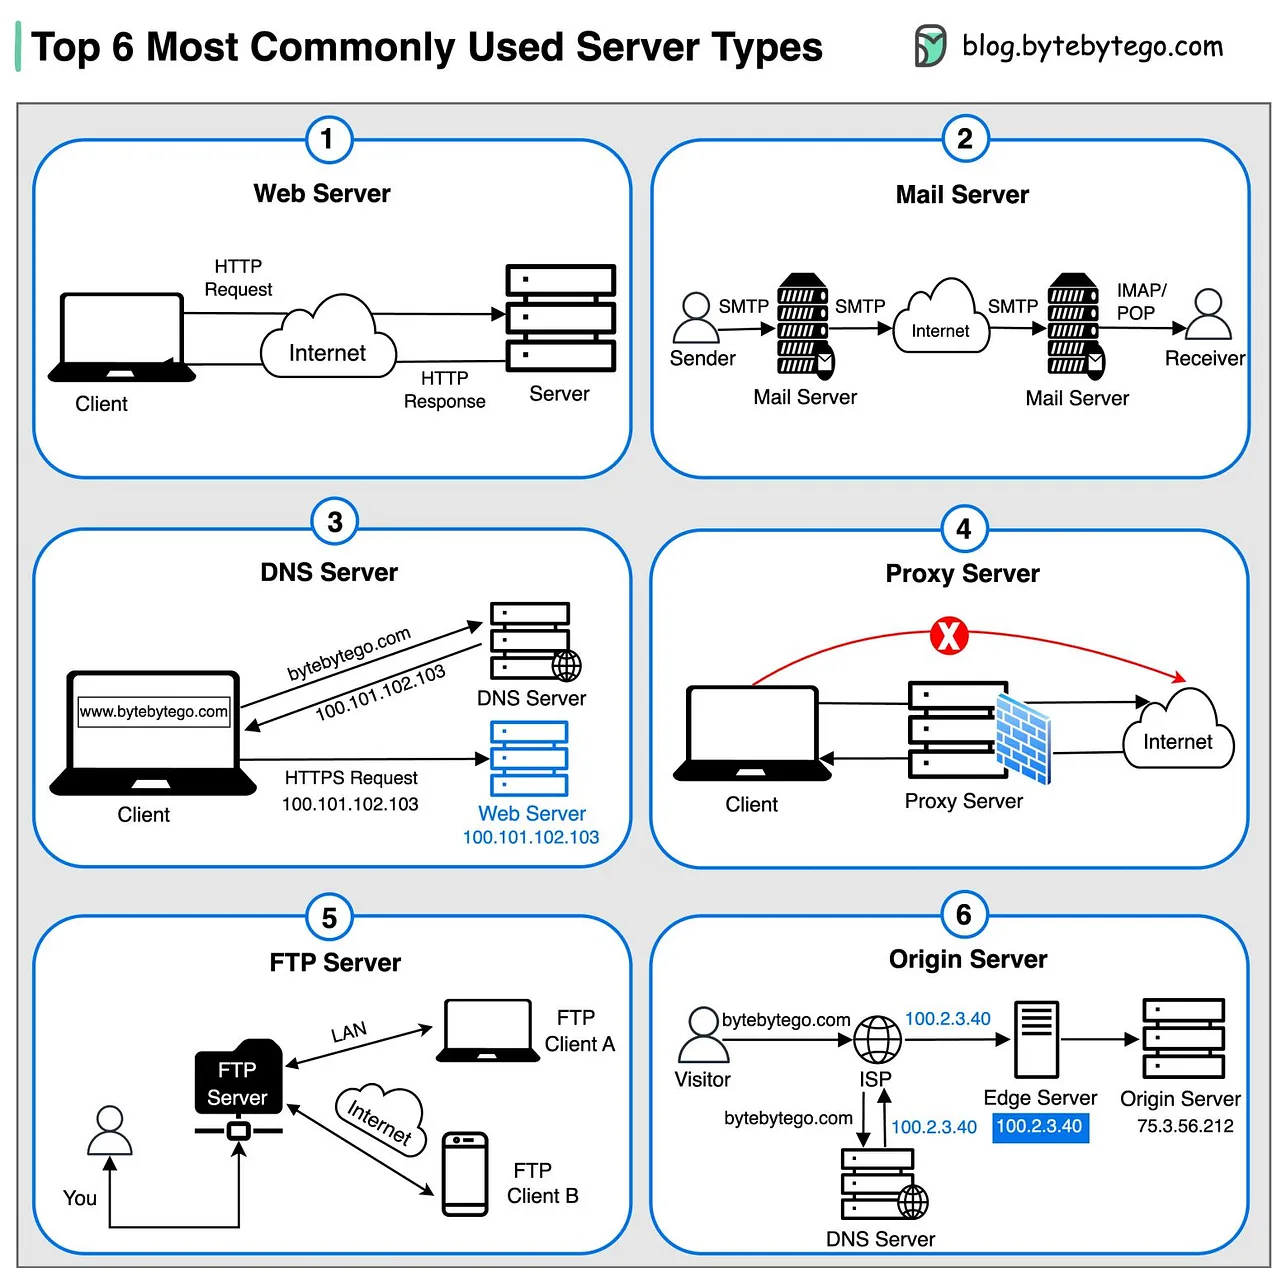 Top 6 Most Commonly Used Server Types
blog.bytebytego.com
1
Web Server
HTTP
Request
Internet
HTTP
Response
Client
Server
2
Mail Server
SMTP
SMTP
SMTP
IMAP/
POP
Internet
Sender
Receiver
Mail Server
Mail Server
3
DNS Server
bytebytego.com
100.101.102.103
DNS Server
www.bytebytego.com
HTTPS Request
100.101.102.103
Client
Web Server
100.101.102.103
4
Proxy Server
X
Internet
Client
Proxy Server
5
FTP Server
LAN
FTP
Client A
FTP
Server
Internet
You
FTP
Client B
6
Origin Server
bytebytego.com
100.2.3.40
Visitor
ISP
Edge Server
100.2.3.40
Origin Server
75.3.56.212
bytebytego.com
100.2.3.40
DNS Server